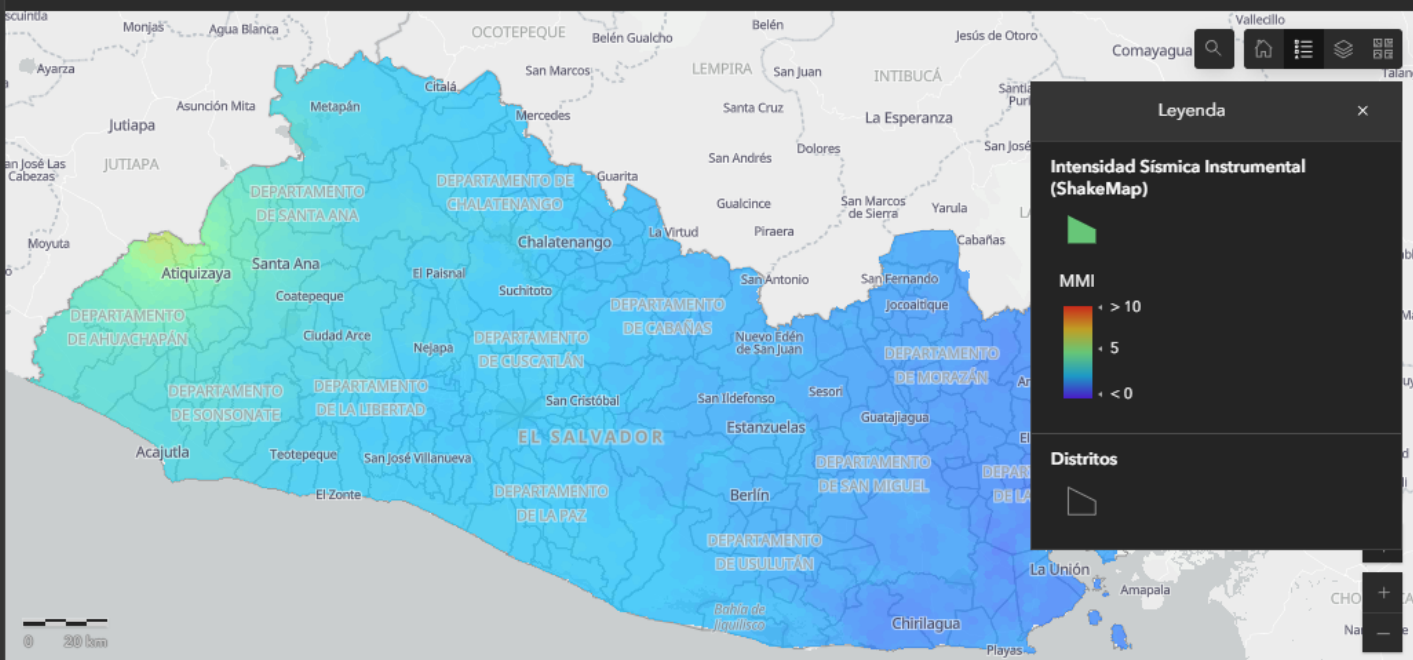 scuintla
Monjas
Agua Blanca
OCOTEPEQUE
Belén Gualcho
Belén
Jesús de Otoro
Vallecillo
Comayagua
Ayarza
Citalá
San Marcos
LEMPIRA
San Juan
INTIBUCÁ
Asunción Mita
Metapán
Mercedes
Santa Cruz
La Esperanza
Jutiapa
JUTIAPA
an José Las
Cabezas
San Andrés
Dolores
San José
Guarita
DEPARTAMENTO
DE SANTA ANA
DEPARTAMENTO DE
CHALATENANGO
Gualcince
San Marcos
de Sierra
Yarula
Moyuta
Chalatenango
La Virtud
Piraera
Cabañas
Atiquizaya
Santa Ana
El Paisnal
San Antonio
San Fernando
Coatepeque
Suchitoto
DEPARTAMENTO
DE CABAÑAS
Jocoaitique
DEPARTAMENTO
DE AHUACHAPÁN
Ciudad Arce
Nejapa
DEPARTAMENTO
DE CUSCATLÁN
Nuevo Edén
de San Juan
DEPARTAMENTO
DE MORAZÁN
DEPARTAMENTO
DE SONSONATE
DEPARTAMENTO
DE LA LIBERTAD
San Cristóbal
San Ildefonso
Sesori
Guatajiagua
Estanzuelas
EL SALVADOR
Acajutla
Teotepeque
San José Villanueva
DEPARTAMENTO
DE SAN MIGUEL
DEPART
DE LA
El Zonte
DEPARTAMENTO
DE LA PAZ
Berlín
DEPARTAMENTO
DE USULUTÁN
La Unión
Amapala
Bahía de
Jiquilisco
Chirilagua
Playas
0 20 km
Leyenda ×
Intensidad Sísmica Instrumental
(ShakeMap)
MMI
> 10
5
< 0
Distritos
+
−